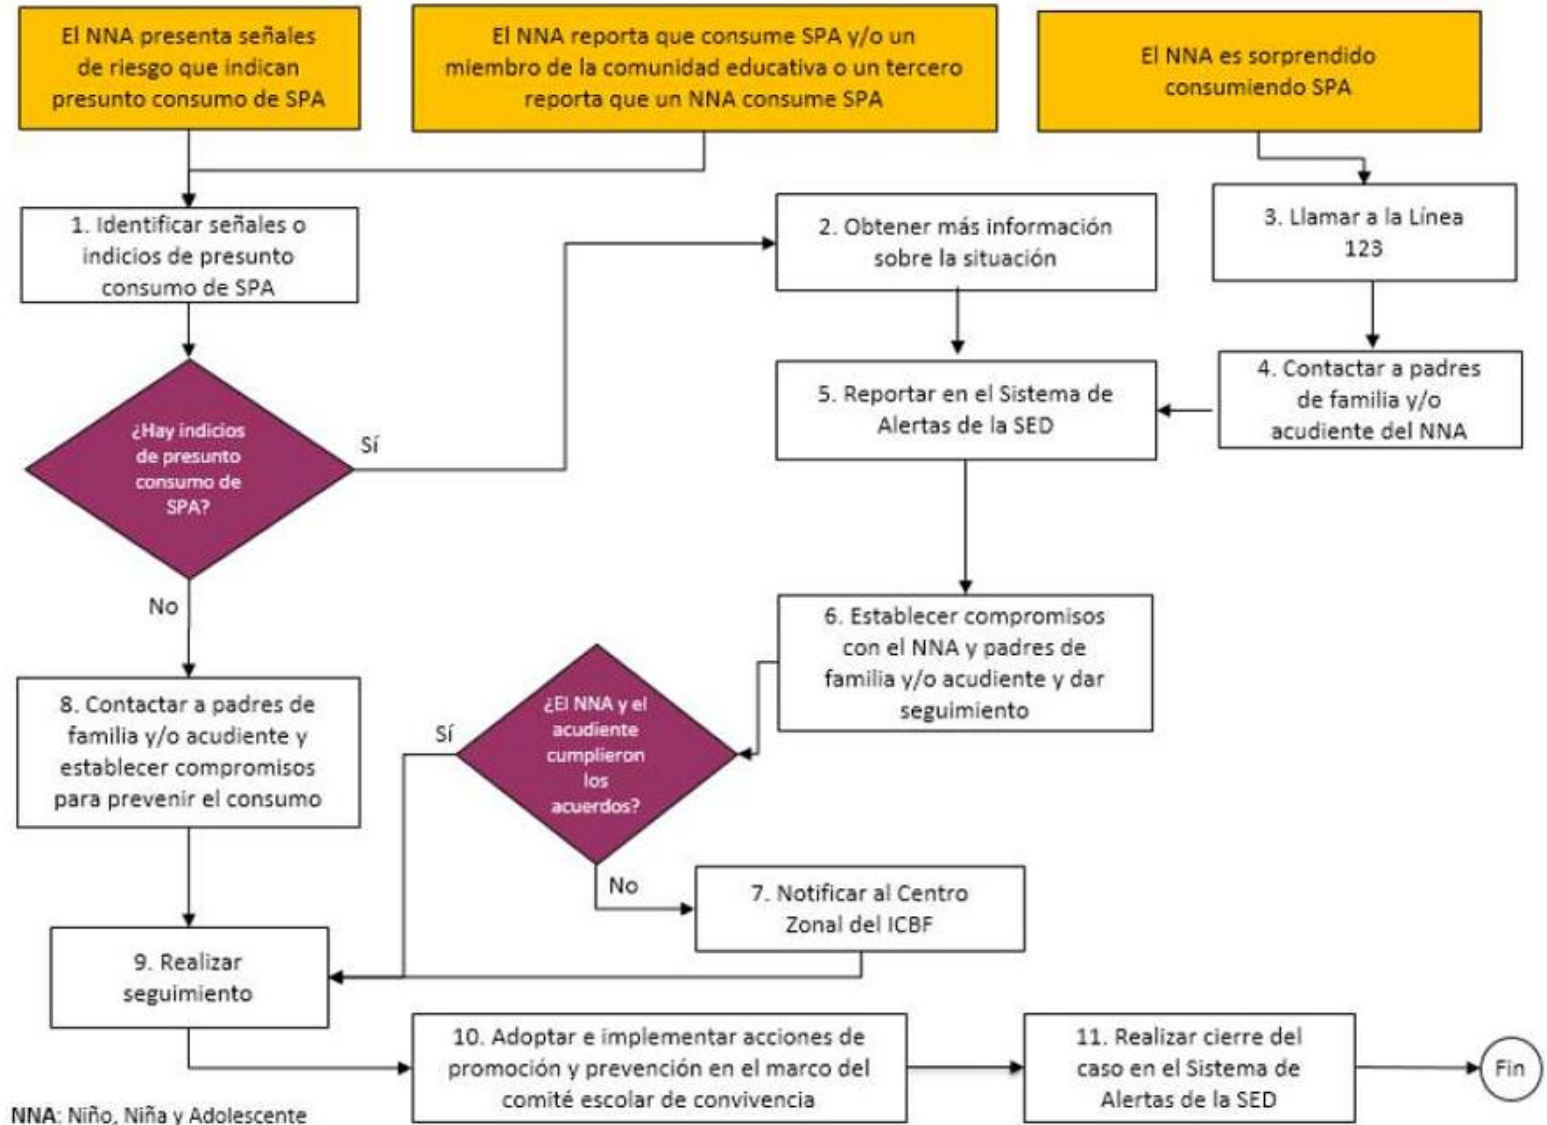 El NNA presenta señales
de riesgo que indican
presunto consumo de SPA
El NNA reporta que consume SPA y/o un
miembro de la comunidad educativa o un tercero
reporta que un NNA consume SPA
El NNA es sorprendido
consumiendo SPA
1. Identificar señales o
indicios de presunto
consumo de SPA
2. Obtener más información
sobre la situación
3. Llamar a la Línea
123
¿Hay indicios
de presunto
consumo de
SPA?
Sí
No
5. Reportar en el Sistema de
Alertas de la SED
4. Contactar a padres
de familia y/o
acudiente del NNA
6. Establecer compromisos
con el NNA y padres de
familia y/o acudiente y dar
seguimiento
8. Contactar a padres de
familia y/o acudiente y
establecer compromisos
para prevenir el consumo
Sí
¿El NNA y el
acudiente
cumplieron
los
acuerdos?
No
7. Notificar al Centro
Zonal del ICBF
9. Realizar
seguimiento
10. Adoptar e implementar acciones de
promoción y prevención en el marco del
comité escolar de convivencia
11. Realizar cierre del
caso en el Sistema de
Alertas de la SED
Fin
NNA: Niño, Niña y Adolescente